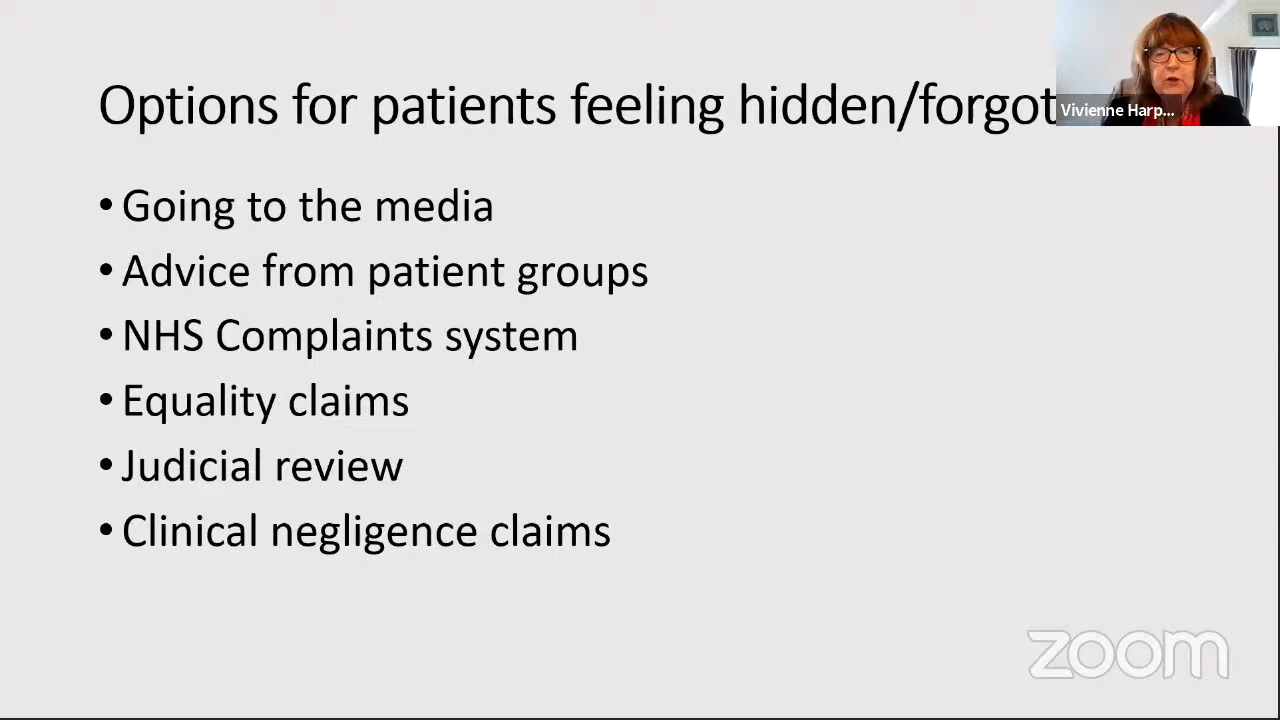 Options for patients feeling hidden/forgot
Vivienne Harp...
• Going to the media
• Advice from patient groups
• NHS Complaints system
• Equality claims
• Judicial review
• Clinical negligence claims
zoom